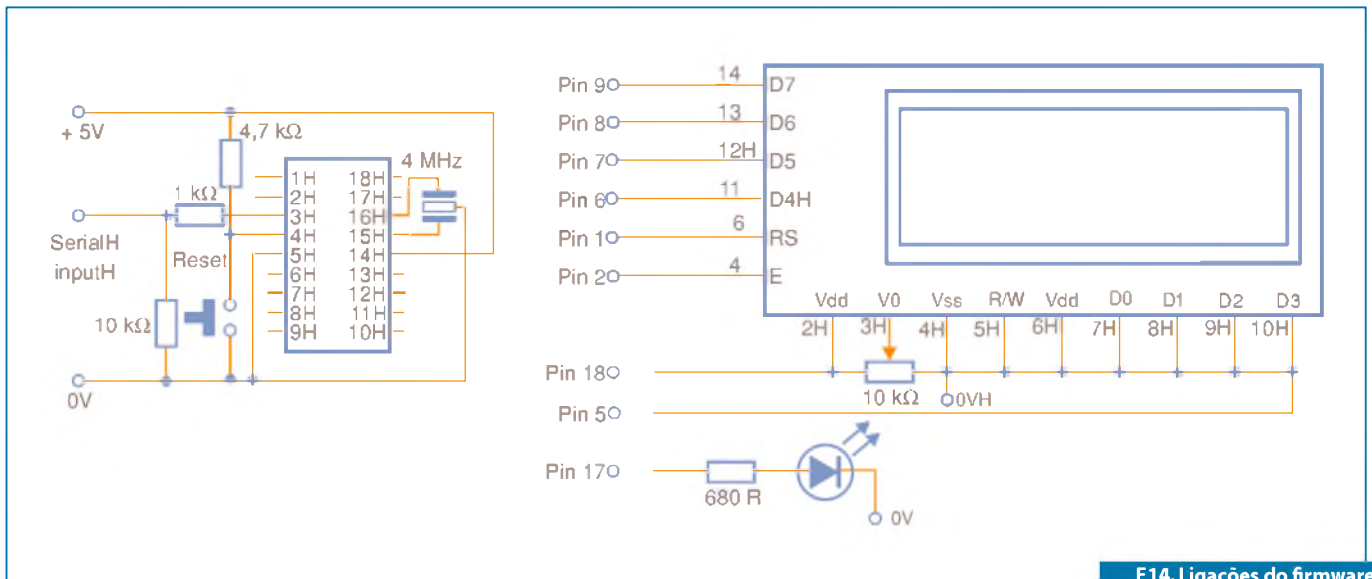 + 5V
4,7 kΩ
4 MHz
1 kΩ
SerialH
inputH
Reset
10 kΩ
0V
1H 18H
2H 17H
3H 16H
4H 15H
5H 14H
6H 13H
7H 12H
8H 11H
9H 10H
Pin 9 14 D7
Pin 8 13 D6
Pin 7 12H D5
Pin 6 11 D4H
Pin 1 6 RS
Pin 2 4 E
Vdd V0 Vss R/W Vdd D0 D1 D2 D3
2H 3H 4H 5H 6H 7H 8H 9H 10H
Pin 18
10 kΩ
0VH
Pin 5
Pin 17
680 R
0V
F14. Ligações do firmware